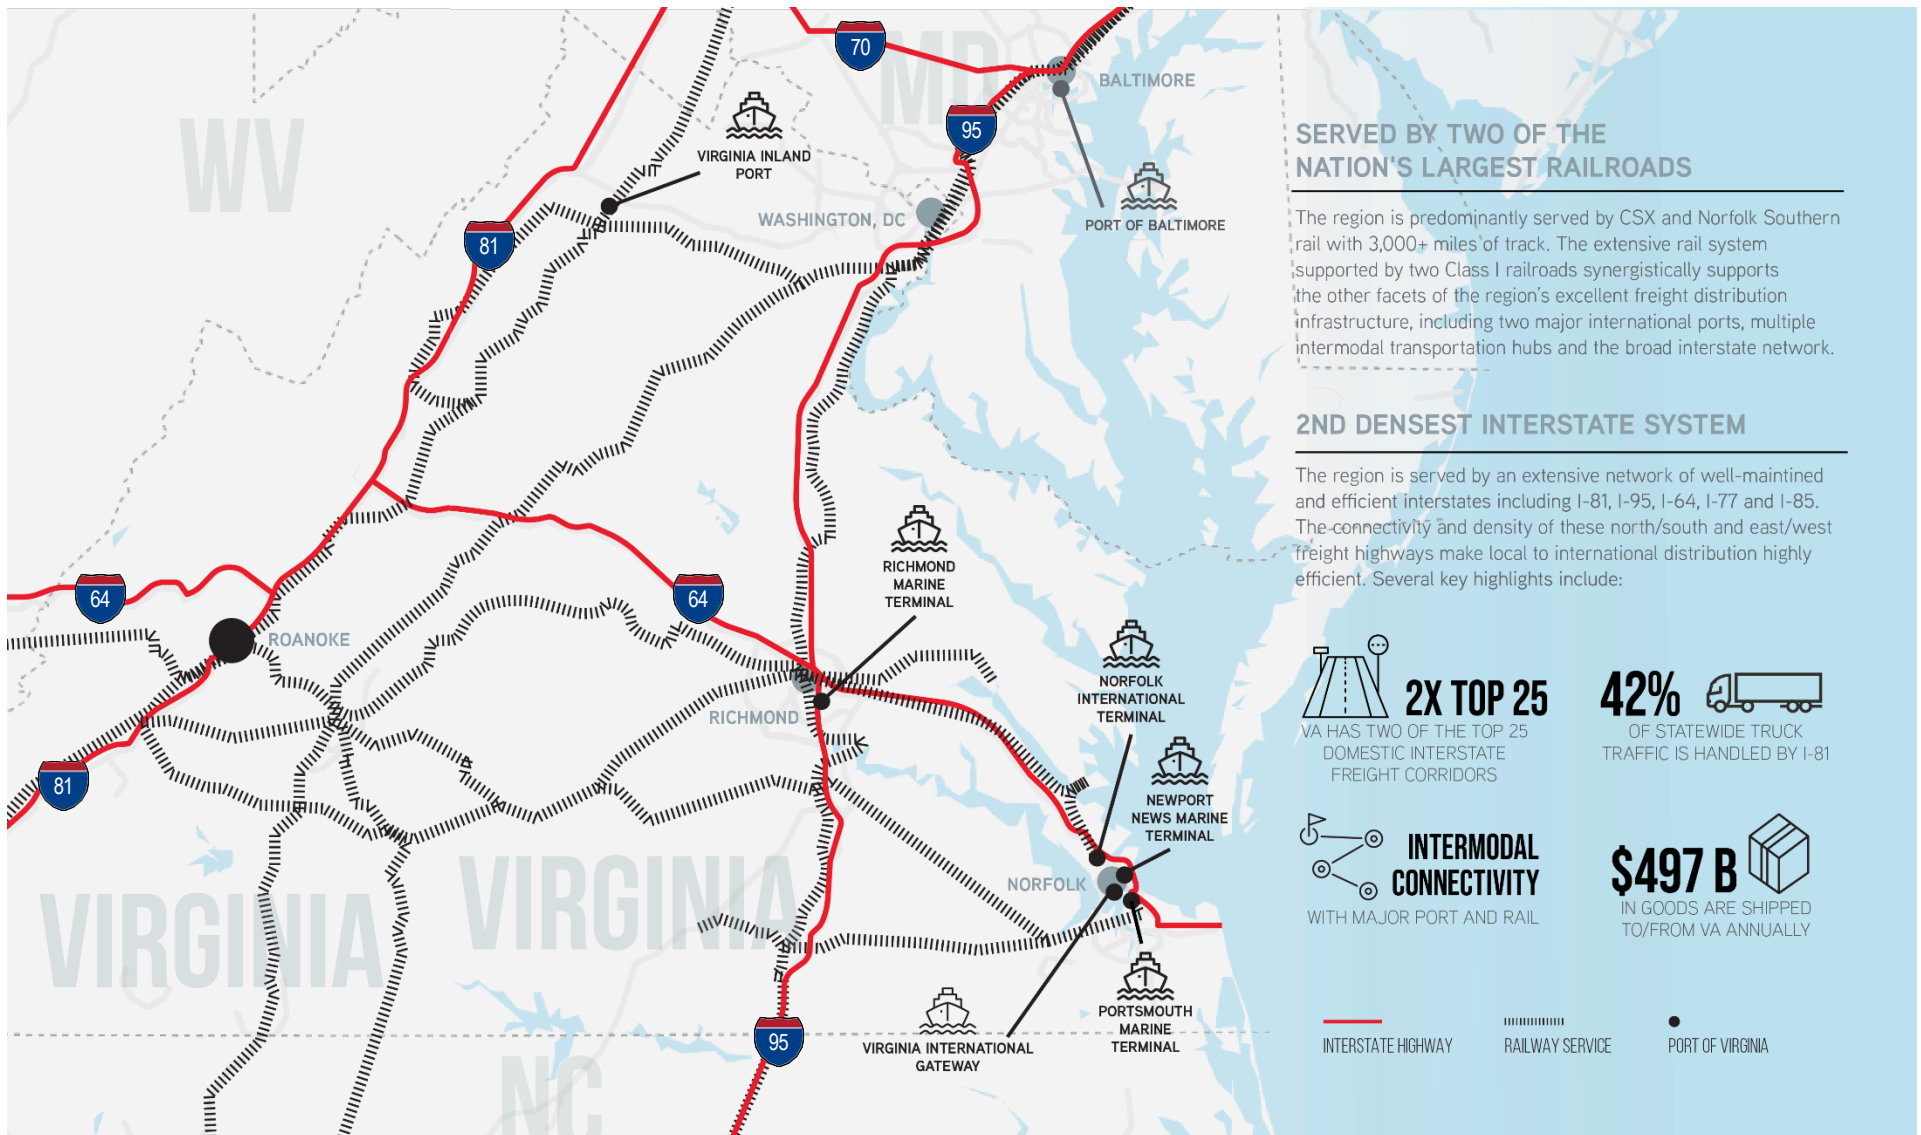 70
MD
BALTIMORE
WV
95
VIRGINIA INLAND
PORT
WASHINGTON, DC
PORT OF BALTIMORE
81
SERVED BY TWO OF THE
NATION'S LARGEST RAILROADS
The region is predominantly served by CSX and Norfolk Southern
rail with 3,000+ miles of track. The extensive rail system
supported by two Class I railroads synergistically supports
the other facets of the region's excellent freight distribution
infrastructure, including two major international ports, multiple
intermodal transportation hubs and the broad interstate network.
2ND DENSEST INTERSTATE SYSTEM
The region is served by an extensive network of well-maintined
and efficient interstates including I-81, I-95, I-64, I-77 and I-85.
The connectivity and density of these north/south and east/west
freight highways make local to international distribution highly
efficient. Several key highlights include:
RICHMOND
MARINE
TERMINAL
64
64
ROANOKE
RICHMOND
NORFOLK
INTERNATIONAL
TERMINAL
NEWPORT
NEWS MARINE
TERMINAL
81
VIRGINIA
VIRGINIA
NORFOLK
PORTSMOUTH
MARINE
TERMINAL
VIRGINIA INTERNATIONAL
GATEWAY
95
NC
2X TOP 25
VA HAS TWO OF THE TOP 25
DOMESTIC INTERSTATE
FREIGHT CORRIDORS
42%
OF STATEWIDE TRUCK
TRAFFIC IS HANDLED BY I-81
INTERMODAL
CONNECTIVITY
WITH MAJOR PORT AND RAIL
$497 B
IN GOODS ARE SHIPPED
TO/FROM VA ANNUALLY
INTERSTATE HIGHWAY
RAILWAY SERVICE
PORT OF VIRGINIA